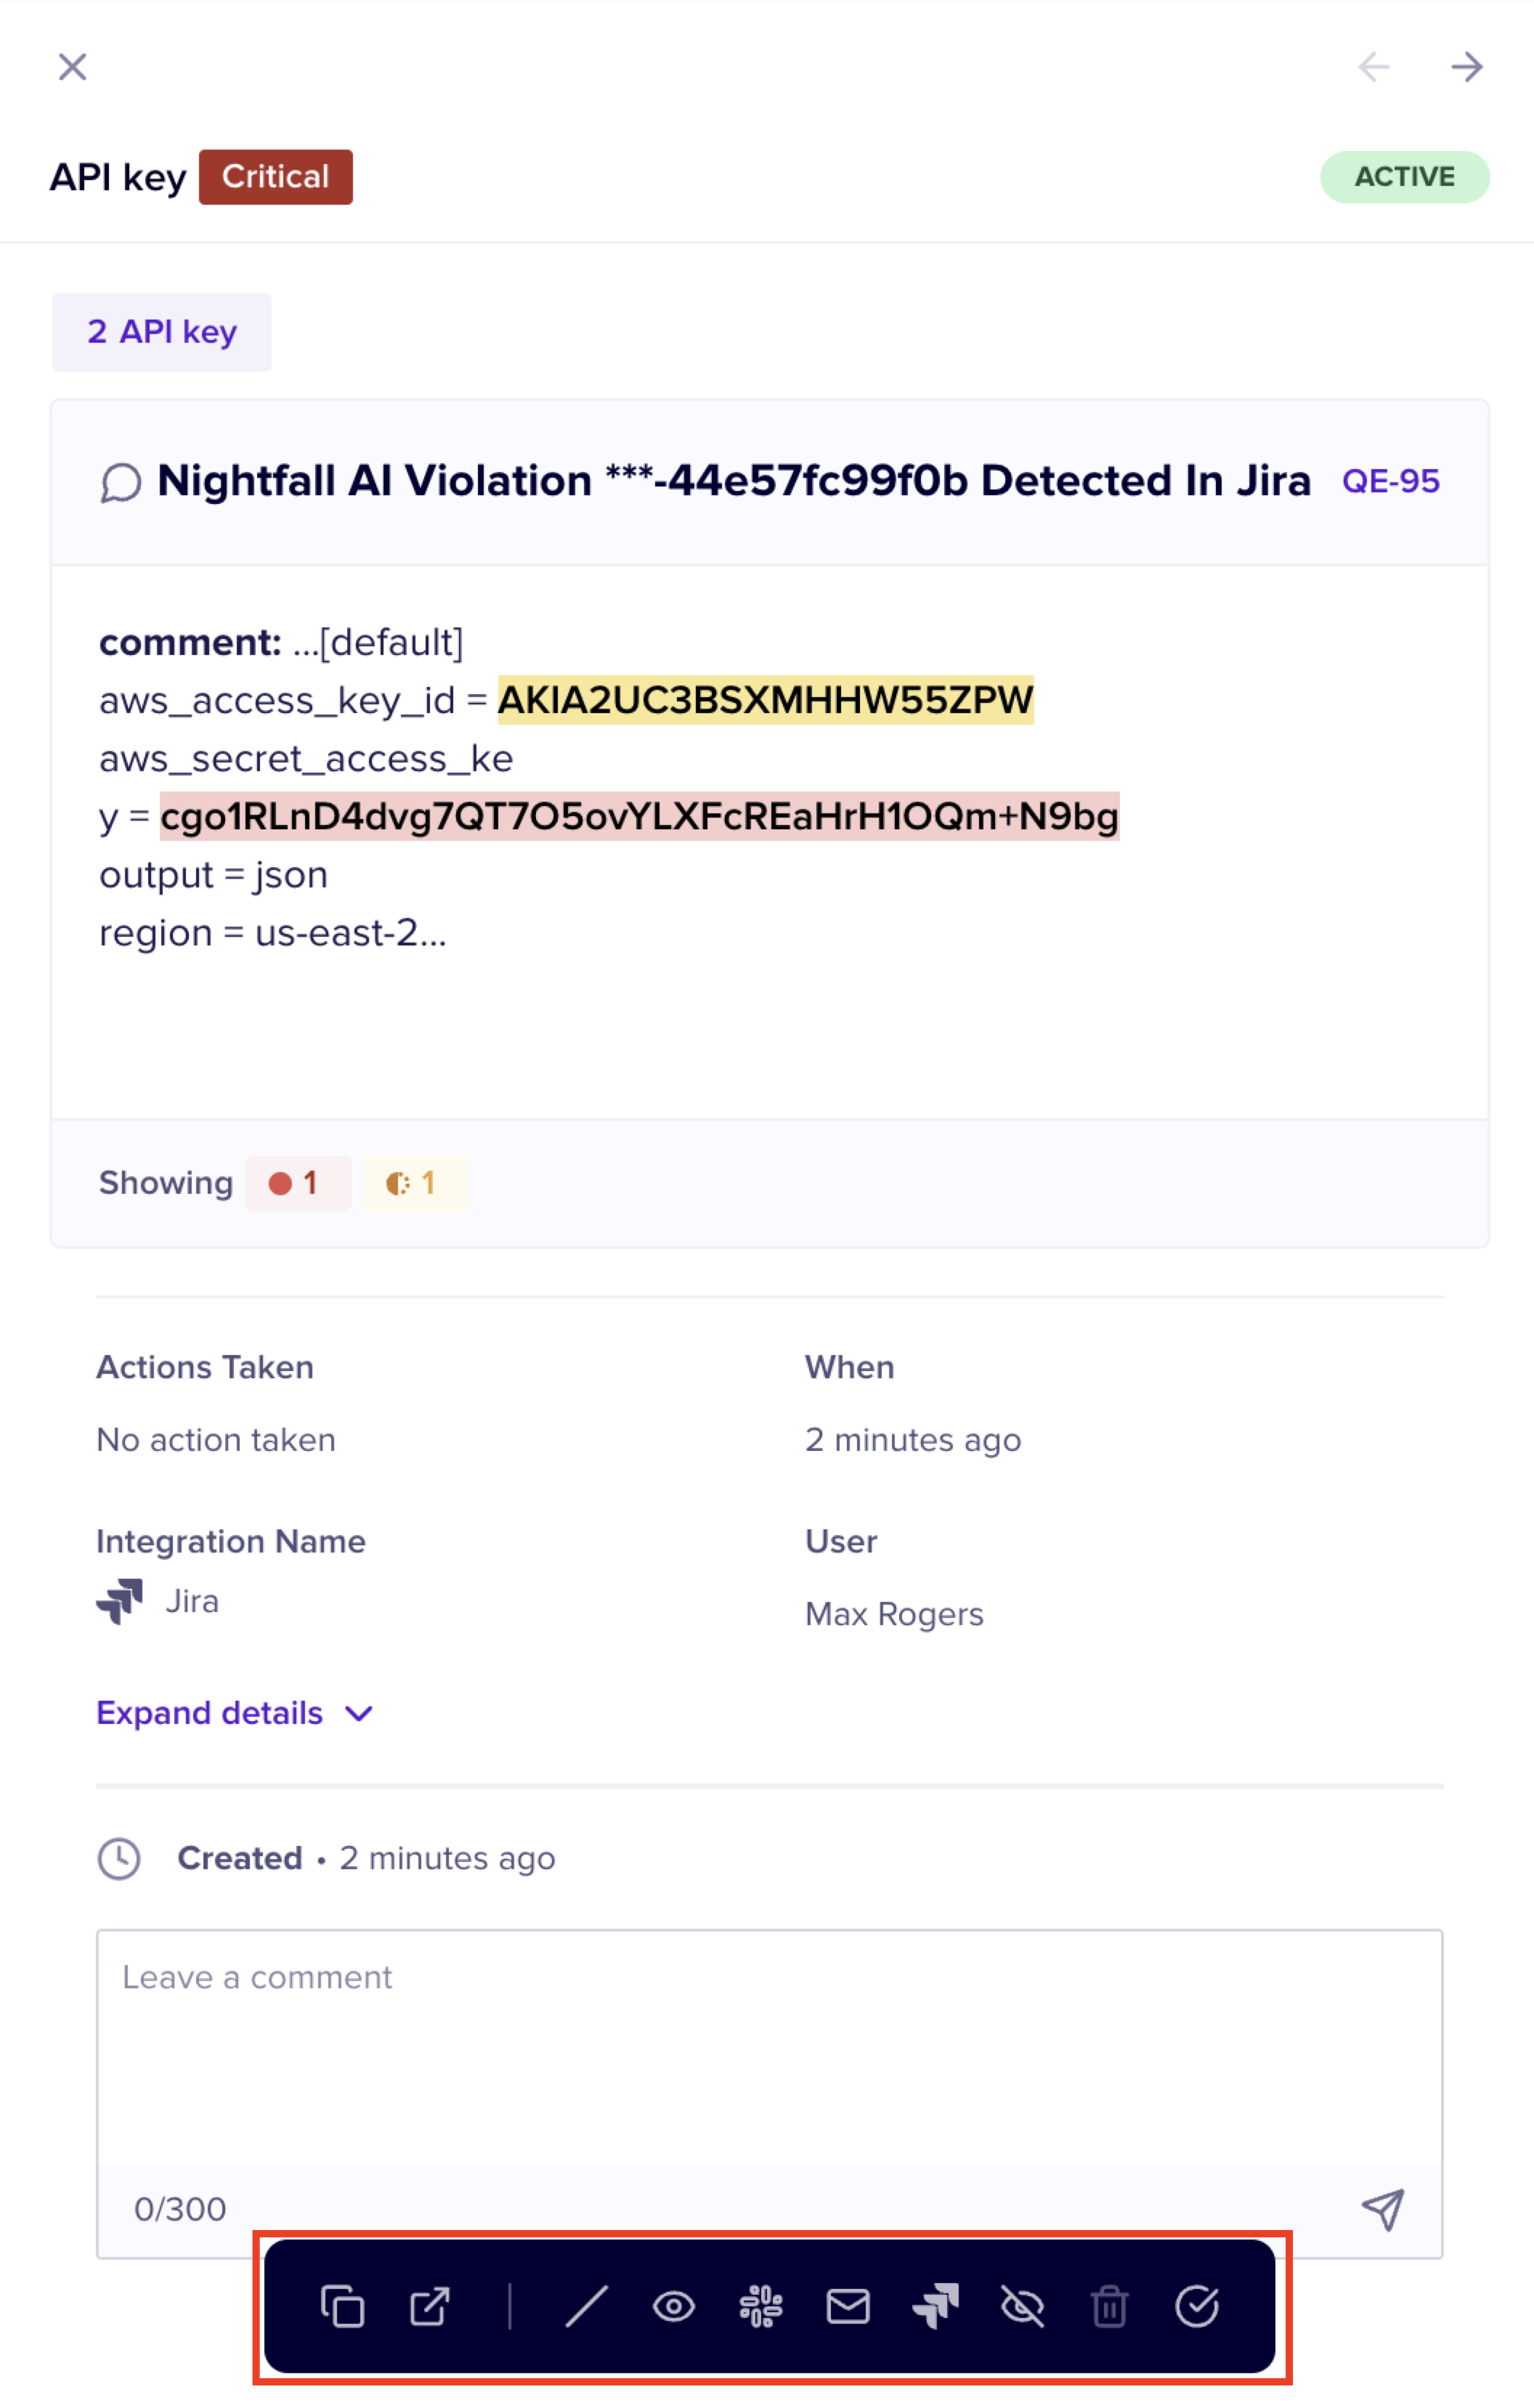 API key Critical ACTIVE
2 API key
Nightfall AI Violation ***-44e57fc99f0b Detected In Jira QE-95
comment: ...[default]
aws_access_key_id = AKIA2UC3BSXMHHW55ZPW
aws_secret_access_ke
y = 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
output = json
region = us-east-2...
Showing 1 1
Actions Taken When
No action taken 2 minutes ago
Integration Name User
Jira Max Rogers
Expand details
Created • 2 minutes ago
Leave a comment
0/300